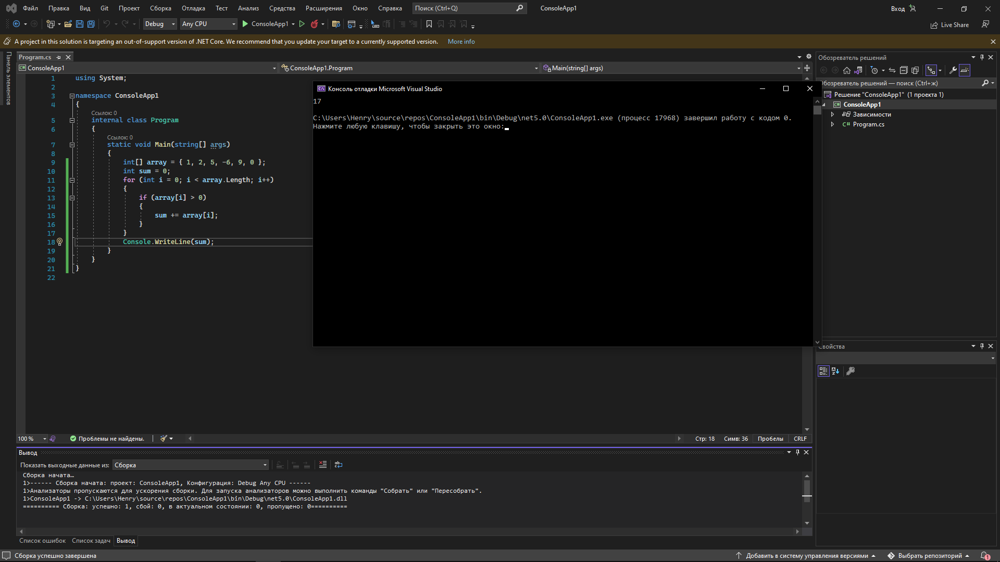 Файл Правка Вид Git Проект Сборка Отладка Тест Анализ Средства Расширения Окно Справка Поиск (Ctrl+Q) ConsoleApp1 Вход
Debug Any CPU ConsoleApp1 Live Share
A project in this solution is targeting an out-of-support version of .NET Core. We recommend that you update your target to a currently supported version. More info
Панель элементов
Program.cs
ConsoleApp1 ConsoleApp1.Program Main(string[] args)
1 using System;
2
3 namespace ConsoleApp1
4 {
Ссылок: 0
5 internal class Program
6 {
Ссылок: 0
7 static void Main(string[] args)
8 {
9 int[] array = { 1, 2, 5, -6, 9, 0 };
10 int sum = 0;
11 for (int i = 0; i < array.Length; i++)
12 {
13 if (array[i] > 0)
14 {
15 sum += array[i];
16 }
17 }
18 Console.WriteLine(sum);
19 }
20 }
21 }
22
Консоль отладки Microsoft Visual Studio
17
C:\Users\Henry\source\repos\ConsoleApp1\bin\Debug\net5.0\ConsoleApp1.exe (процесс 17968) завершил работу с кодом 0.
Нажмите любую клавишу, чтобы закрыть это окно:
Обозреватель решений
Обозреватель решений — поиск (Ctrl+ж)
Решение "ConsoleApp1" (1 проекта 1)
ConsoleApp1
Зависимости
C# Program.cs
Свойства
100 % Проблемы не найдены. Стр: 18 Симв: 36 Пробелы CRLF
Вывод
Показать выходные данные из: Сборка
Сборка начата…
1>------ Сборка начата: проект: ConsoleApp1, Конфигурация: Debug Any CPU ------
1>Анализаторы пропускаются для ускорения сборки. Для запуска анализаторов можно выполнить команды "Собрать" или "Пересобрать".
1>ConsoleApp1 -> C:\Users\Henry\source\repos\ConsoleApp1\bin\Debug\net5.0\ConsoleApp1.dll
========== Сборка: успешно: 1, сбой: 0, в актуальном состоянии: 0, пропущено: 0==========
Список ошибок Список задач Вывод
Сборка успешно завершена Добавить в систему управления версиями Выбрать репозиторий 1